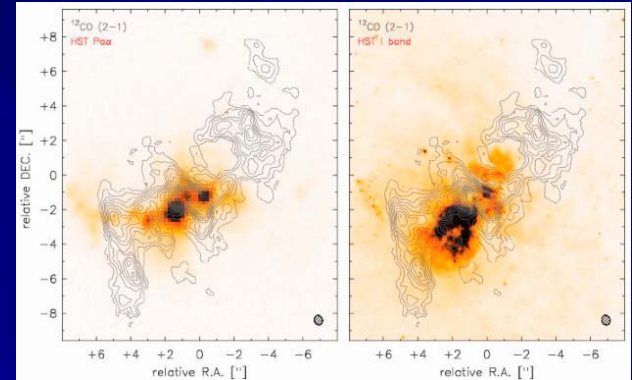 ¹²CO (2−1)
HST Paα
¹²CO (2−1)
HST I band
relative DEC. ["]
+8
+6
+4
+2
0
−2
−4
−6
−8
+6 +4 +2 0 −2 −4 −6
+6 +4 +2 0 −2 −4 −6
relative R.A. ["]
relative R.A. ["]